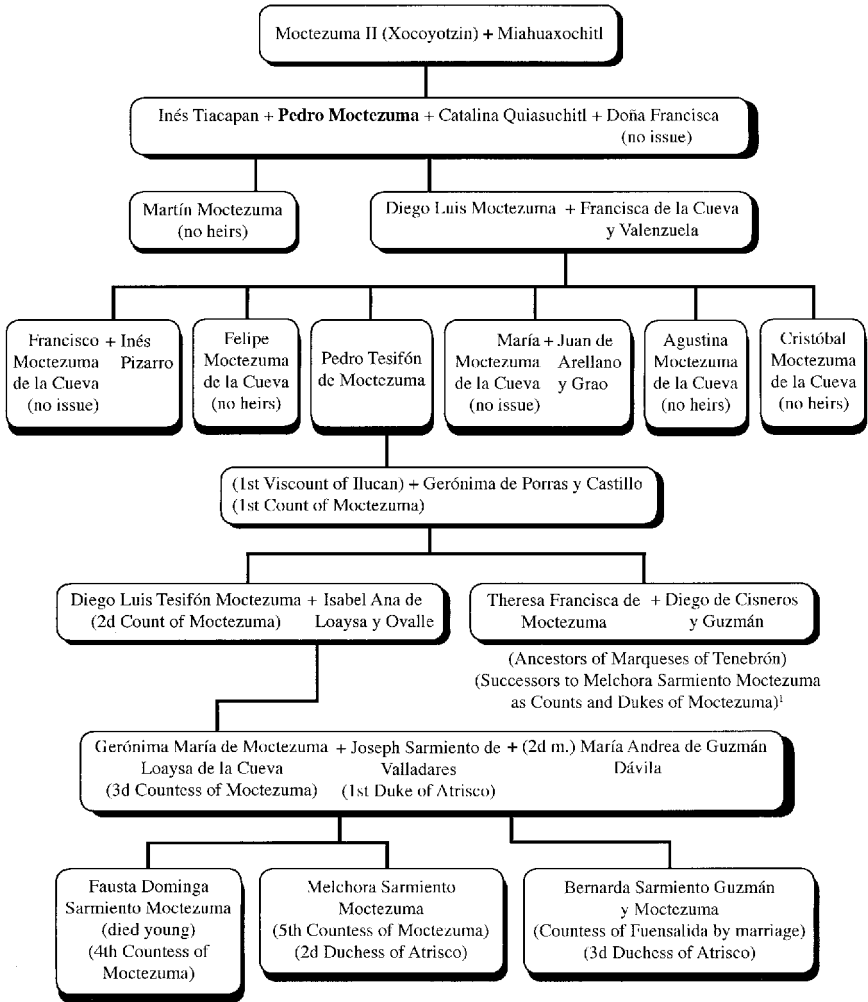 Moctezuma II (Xocoyotzin) + Miahuaxochitl
Inés Tiacapan + Pedro Moctezuma + Catalina Quiasuchitl + Doña Francisca
(no issue)
Martín Moctezuma
(no heirs)
Diego Luis Moctezuma + Francisca de la Cueva
y Valenzuela
Francisco + Inés
Moctezuma Pizarro
de la Cueva
(no issue)
Felipe
Moctezuma
de la Cueva
(no heirs)
Pedro Tesifón
de Moctezuma
María + Juan de
Moctezuma Arellano
de la Cueva y Grao
(no issue)
Agustina
Moctezuma
de la Cueva
(no heirs)
Cristóbal
Moctezuma
de la Cueva
(no heirs)
(1st Viscount of Ilucan) + Gerónima de Porras y Castillo
(1st Count of Moctezuma)
Diego Luis Tesifón Moctezuma + Isabel Ana de
(2d Count of Moctezuma) Loaysa y Ovalle
Theresa Francisca de + Diego de Cisneros
Moctezuma y Guzmán
(Ancestors of Marqueses of Tenebrón)
(Successors to Melchora Sarmiento Moctezuma
as Counts and Dukes of Moctezuma)¹
Gerónima María de Moctezuma + Joseph Sarmiento de + (2d m.) María Andrea de Guzmán
Loaysa de la Cueva Valladares Dávila
(3d Countess of Moctezuma) (1st Duke of Atrisco)
Fausta Dominga
Sarmiento Moctezuma
(died young)
(4th Countess of
Moctezuma)
Melchora Sarmiento
Moctezuma
(5th Countess of Moctezuma)
(2d Duchess of Atrisco)
Bernarda Sarmiento Guzmán
y Moctezuma
(Countess of Fuensalida by marriage)
(3d Duchess of Atrisco)